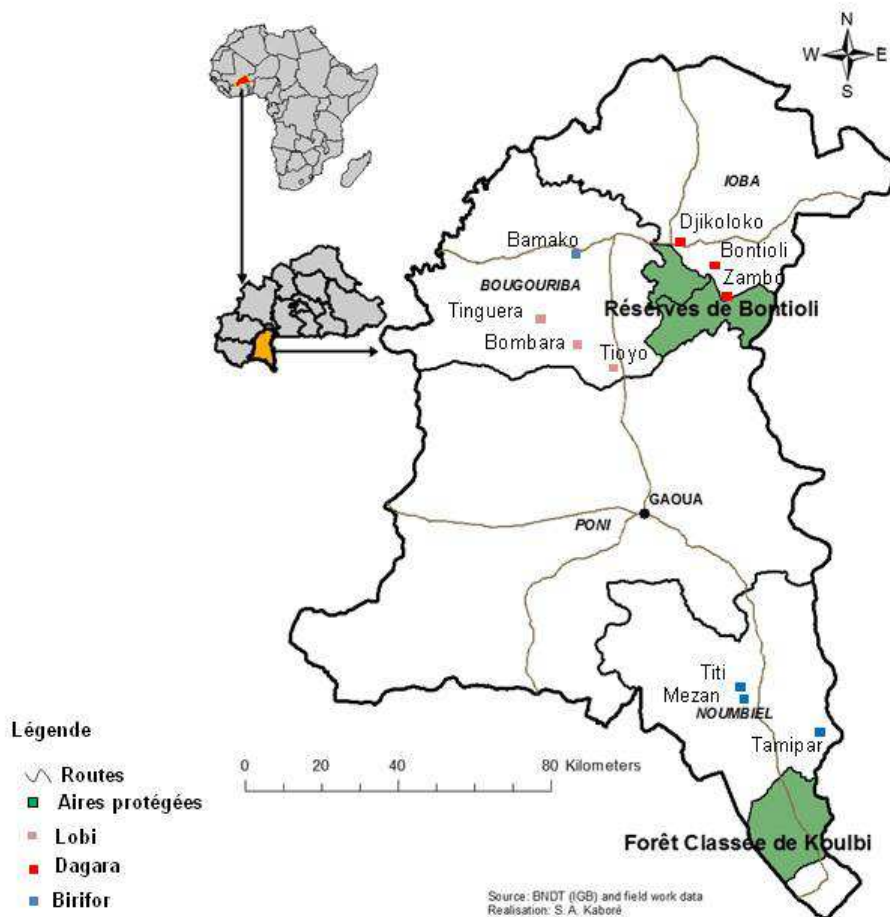 N
W E
S
IOBA
Djikoloko
Bamako
Bontioli
Zambo
BOUGOURIBA
Réserves de Bontioli
Tinguera
Bombara
Tioyo
GAOUA
PONI
Titi
Mezan
NOUMBIEL
Tamipar
Légende
Routes
Aires protégées
Lobi
Dagara
Birifor
0 20 40 80 Kilometers
Forêt Classée de Koulbi
Source: BNDT (IGB) and field work data
Realisation: S. A. Kaboré